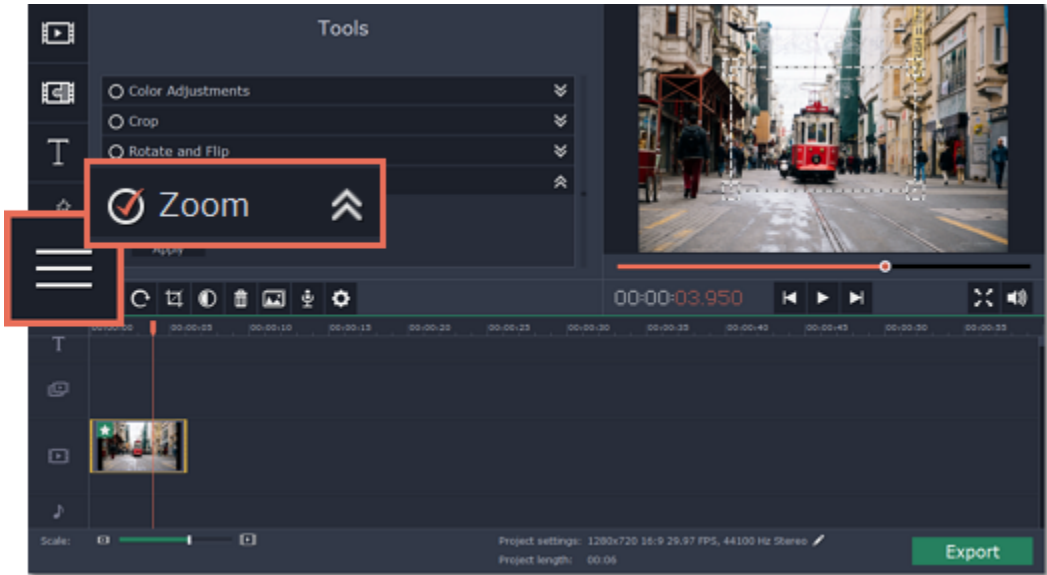 Tools
Color Adjustments
Crop
Rotate and Flip
Zoom
Apply
00:00:03.950
00:00:00 00:00:05 00:00:10 00:00:15 00:00:20 00:00:25 00:00:30 00:00:35 00:00:40 00:00:45 00:00:50 00:00:55
T
Scale:
Project settings: 1280x720 16:9 29.97 FPS, 44100 Hz Stereo
Project length: 00:06
Export